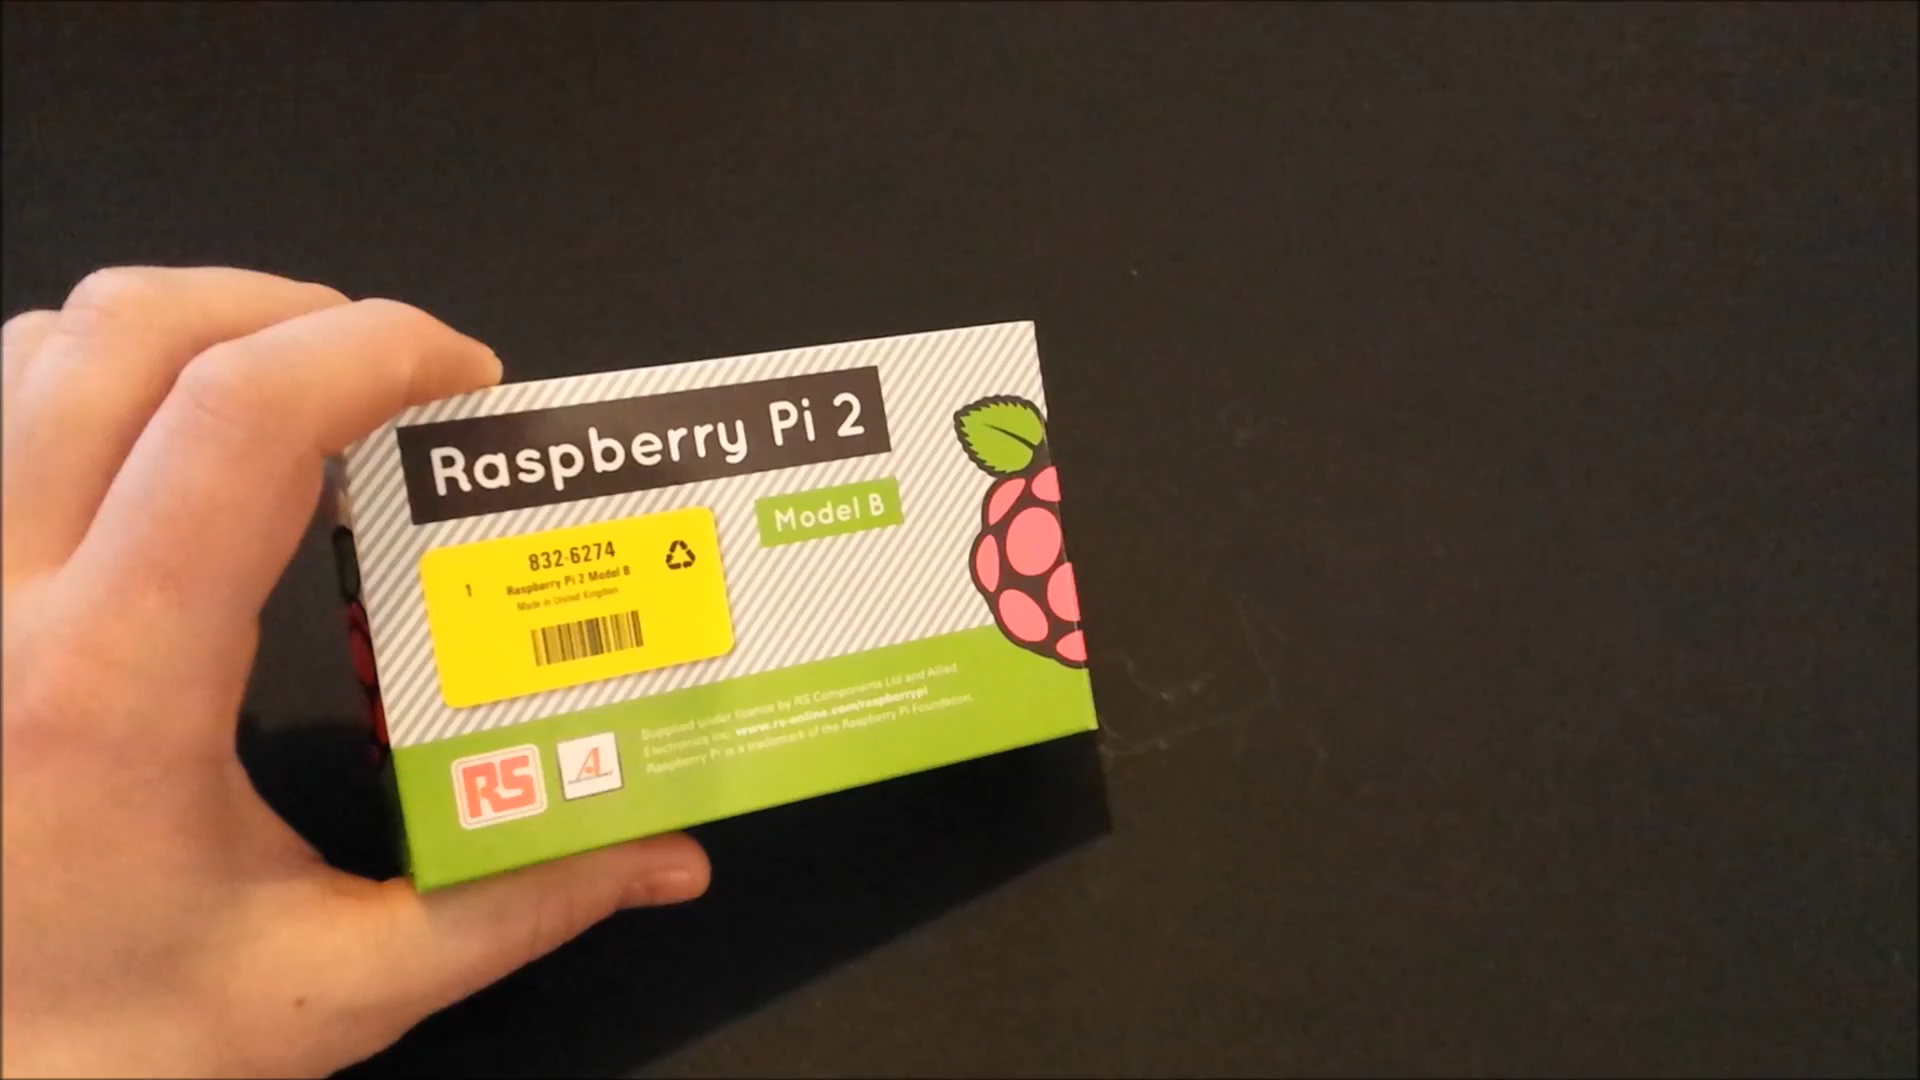 Raspberry Pi 2
Model B
832-6274
1
Raspberry Pi 2 Model B
Made in United Kingdom
RS
A
Supplied under licence by RS Components Ltd and Allied
Electronics Inc. www.rs-online.com/raspberrypi
Raspberry Pi is a trademark of the Raspberry Pi Foundation.